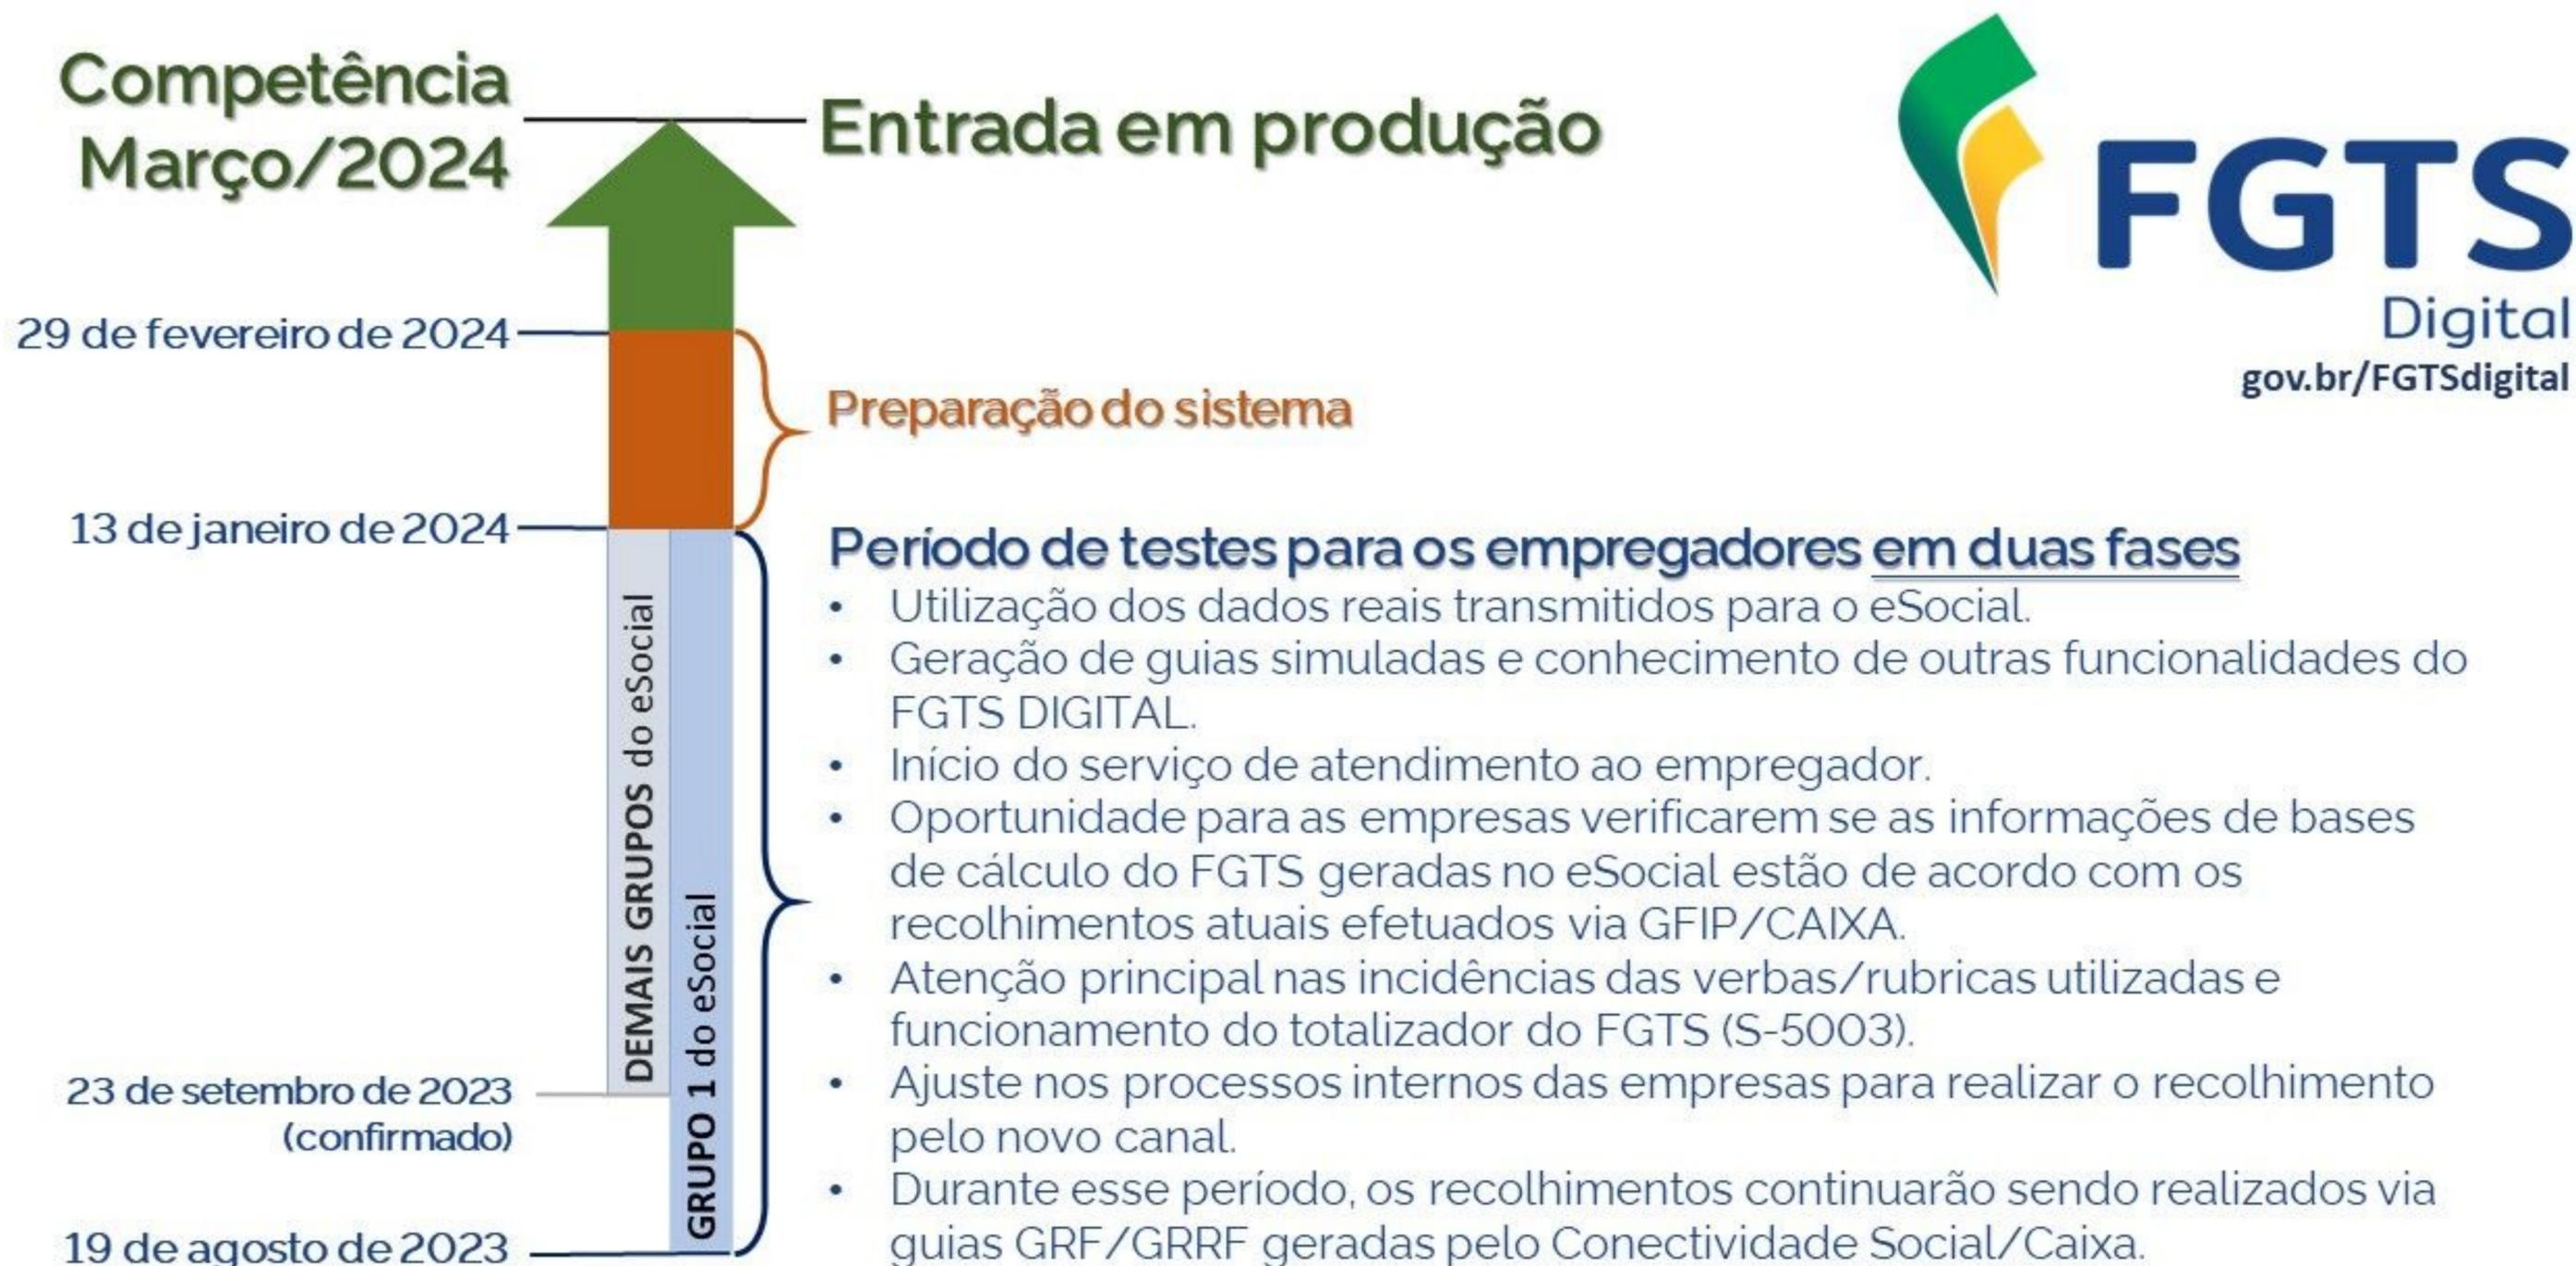 Competência
Março/2024
Entrada em produção
FGTS
Digital
gov.br/FGTSdigital
29 de fevereiro de 2024
Preparação do sistema
13 de janeiro de 2024
Período de testes para os empregadores em duas fases
• Utilização dos dados reais transmitidos para o eSocial.
• Geração de guias simuladas e conhecimento de outras funcionalidades do
FGTS DIGITAL.
• Início do serviço de atendimento ao empregador.
• Oportunidade para as empresas verificarem se as informações de bases
de cálculo do FGTS geradas no eSocial estão de acordo com os
recolhimentos atuais efetuados via GFIP/CAIXA.
• Atenção principal nas incidências das verbas/rubricas utilizadas e
funcionamento do totalizador do FGTS (S-5003).
• Ajuste nos processos internos das empresas para realizar o recolhimento
pelo novo canal.
• Durante esse período, os recolhimentos continuarão sendo realizados via
guias GRF/GRRF geradas pelo Conectividade Social/Caixa.
DEMAIS GRUPOS do eSocial
GRUPO 1 do eSocial
23 de setembro de 2023
(confirmado)
19 de agosto de 2023